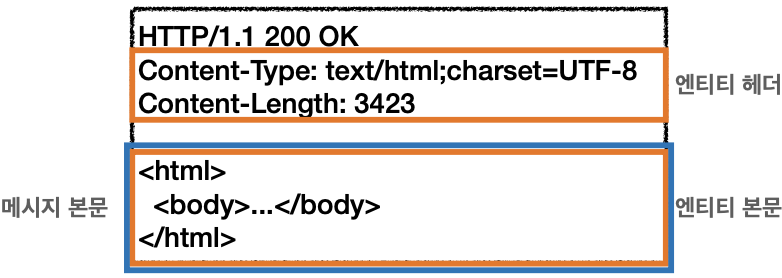 HTTP/1.1 200 OK
Content-Type: text/html;charset=UTF-8
Content-Length: 3423
엔티티 헤더
<html>
<body>...</body>
</html>
메시지 본문
엔티티 본문